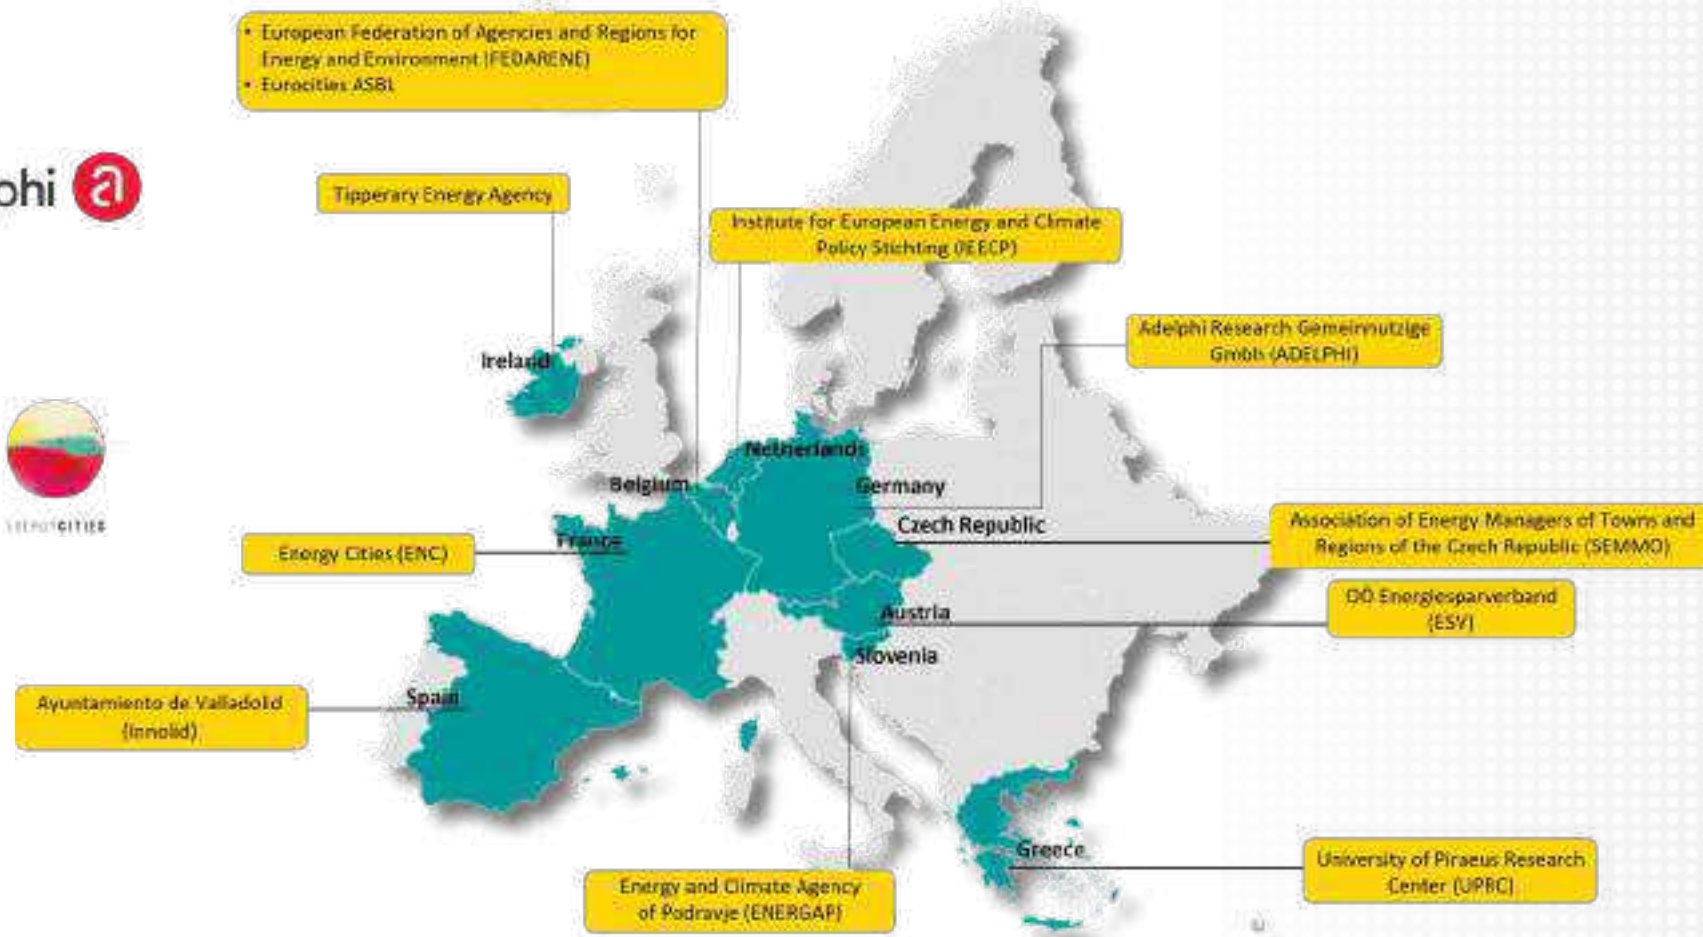 • European Federation of Agencies and Regions for
Energy and Environment (FEDARENE)
• Eurocities ASBL
phi a
Tipperary Energy Agency
Institute for European Energy and Climate
Policy Stichting (IEECP)
Adelphi Research Gemeinnutzige
Gmbh (ADELPHI)
Ireland
Netherlands
Belgium
Germany
Czech Republic
ENERGYCITIES
France
Energy Cities (ENC)
Association of Energy Managers of Towns and
Regions of the Czech Republic (SEMMO)
OÖ Energiesparverband
(ESV)
Austria
Slovenia
Spain
Ayuntamiento de Valladolid
(Innolid)
Greece
University of Piraeus Research
Center (UPRC)
Energy and Climate Agency
of Podravje (ENERGAP)